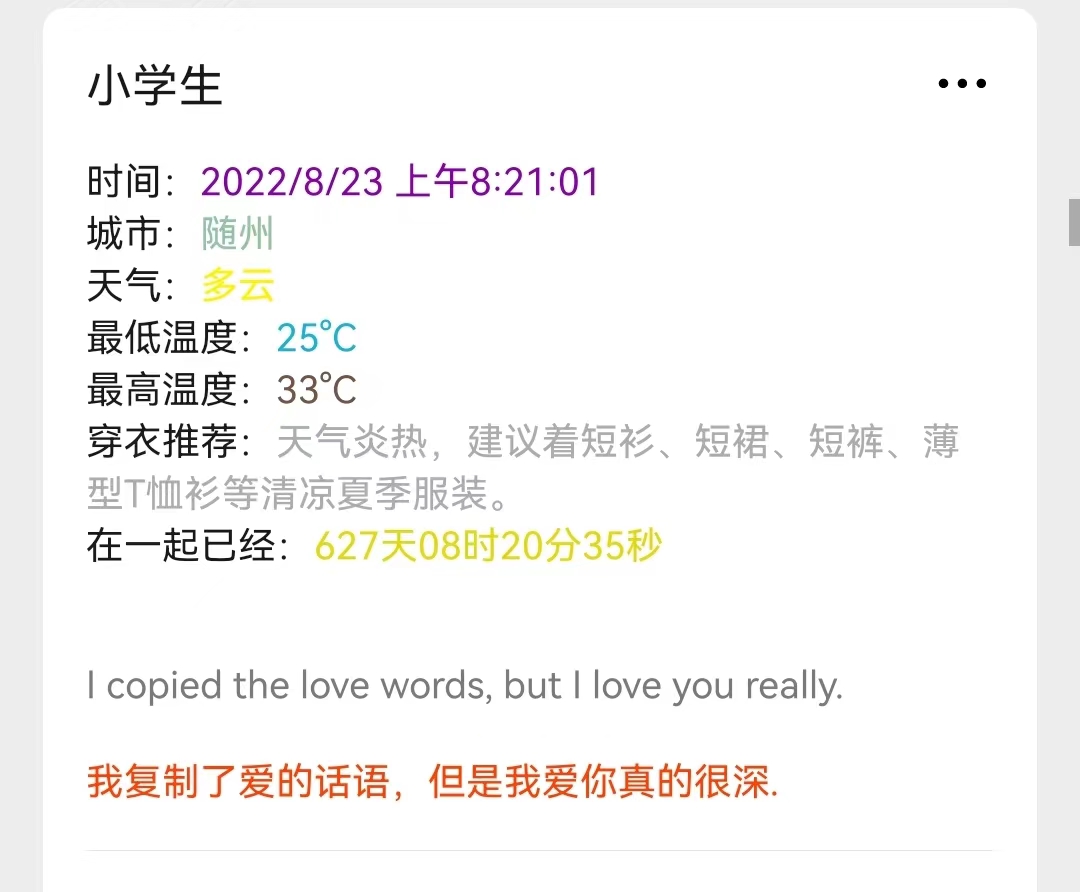 小学生
时间：2022/8/23 上午8:21:01
城市：随州
天气：多云
最低温度：25℃
最高温度：33℃
穿衣推荐：天气炎热，建议着短衫、短裙、短裤、薄
型T恤衫等清凉夏季服装。
在一起已经：627天08时20分35秒
I copied the love words, but I love you really.
我复制了爱的话语，但是我爱你真的很深.